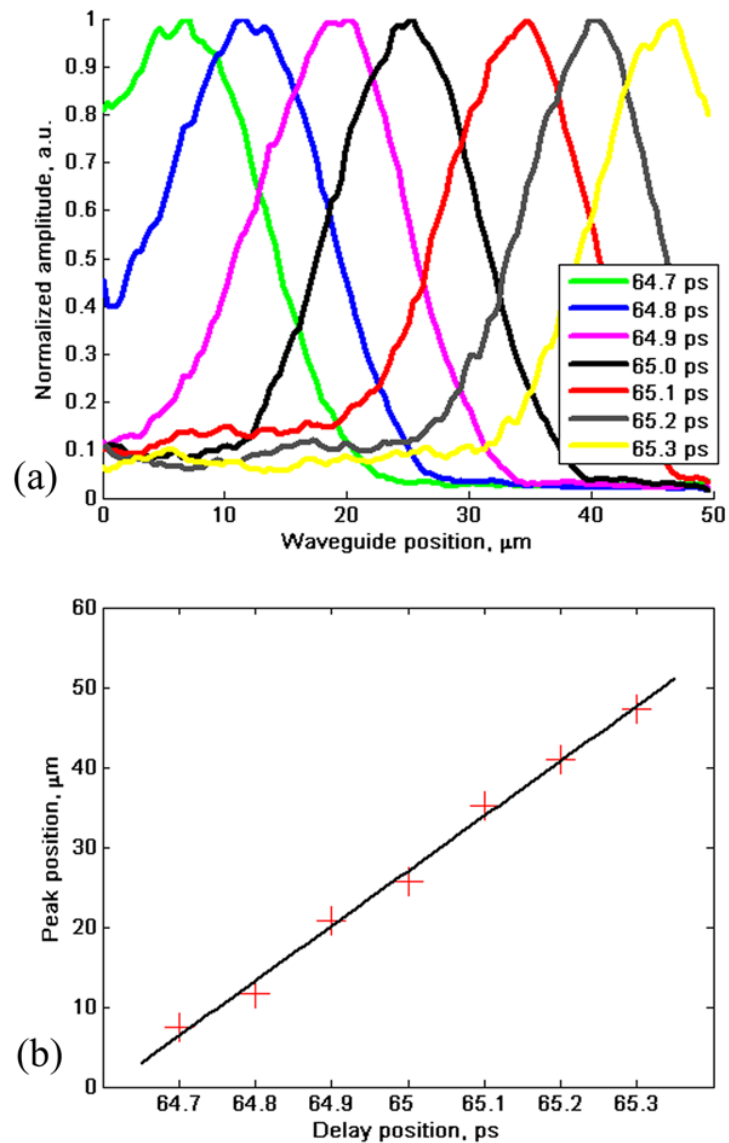 1
0.9
0.8
0.7
0.6
0.5
0.4
0.3
0.2
0.1
0
Normalized amplitude, a.u.
64.7 ps
64.8 ps
64.9 ps
65.0 ps
65.1 ps
65.2 ps
65.3 ps
(a)
0 10 20 30 40 50
Waveguide position, μm
60
50
40
30
20
10
0
Peak position, μm
(b)
64.7 64.8 64.9 65 65.1 65.2 65.3
Delay position, ps